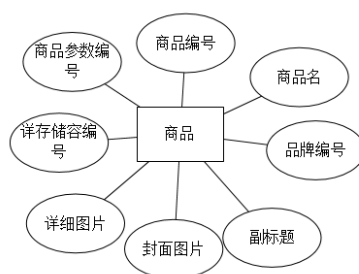 商品编号
商品参数编
号
商品名
商品
详存储容编
号
品牌编号
详细图片
封面图片
副标题